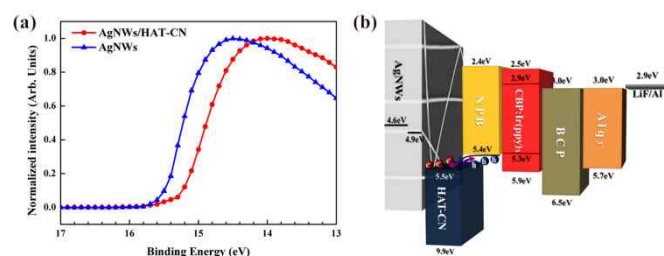 (a)
AgNWs/HAT-CN
AgNWs
Normalized intensity (Arb. Units)
1.0
0.8
0.6
0.4
0.2
0.0
17
16
15
14
13
Binding Energy (eV)
(b)
AgNWs
4.6eV
4.9eV
5.5eV
HAT-CN
9.9eV
2.4eV
NPB
5.4eV
2.5eV
2.9eV
CBP:Ir(ppy)3
5.3eV
5.9eV
3.0eV
BCP
6.5eV
3.0eV
Alq3
5.7eV
2.9eV
LiF/Al